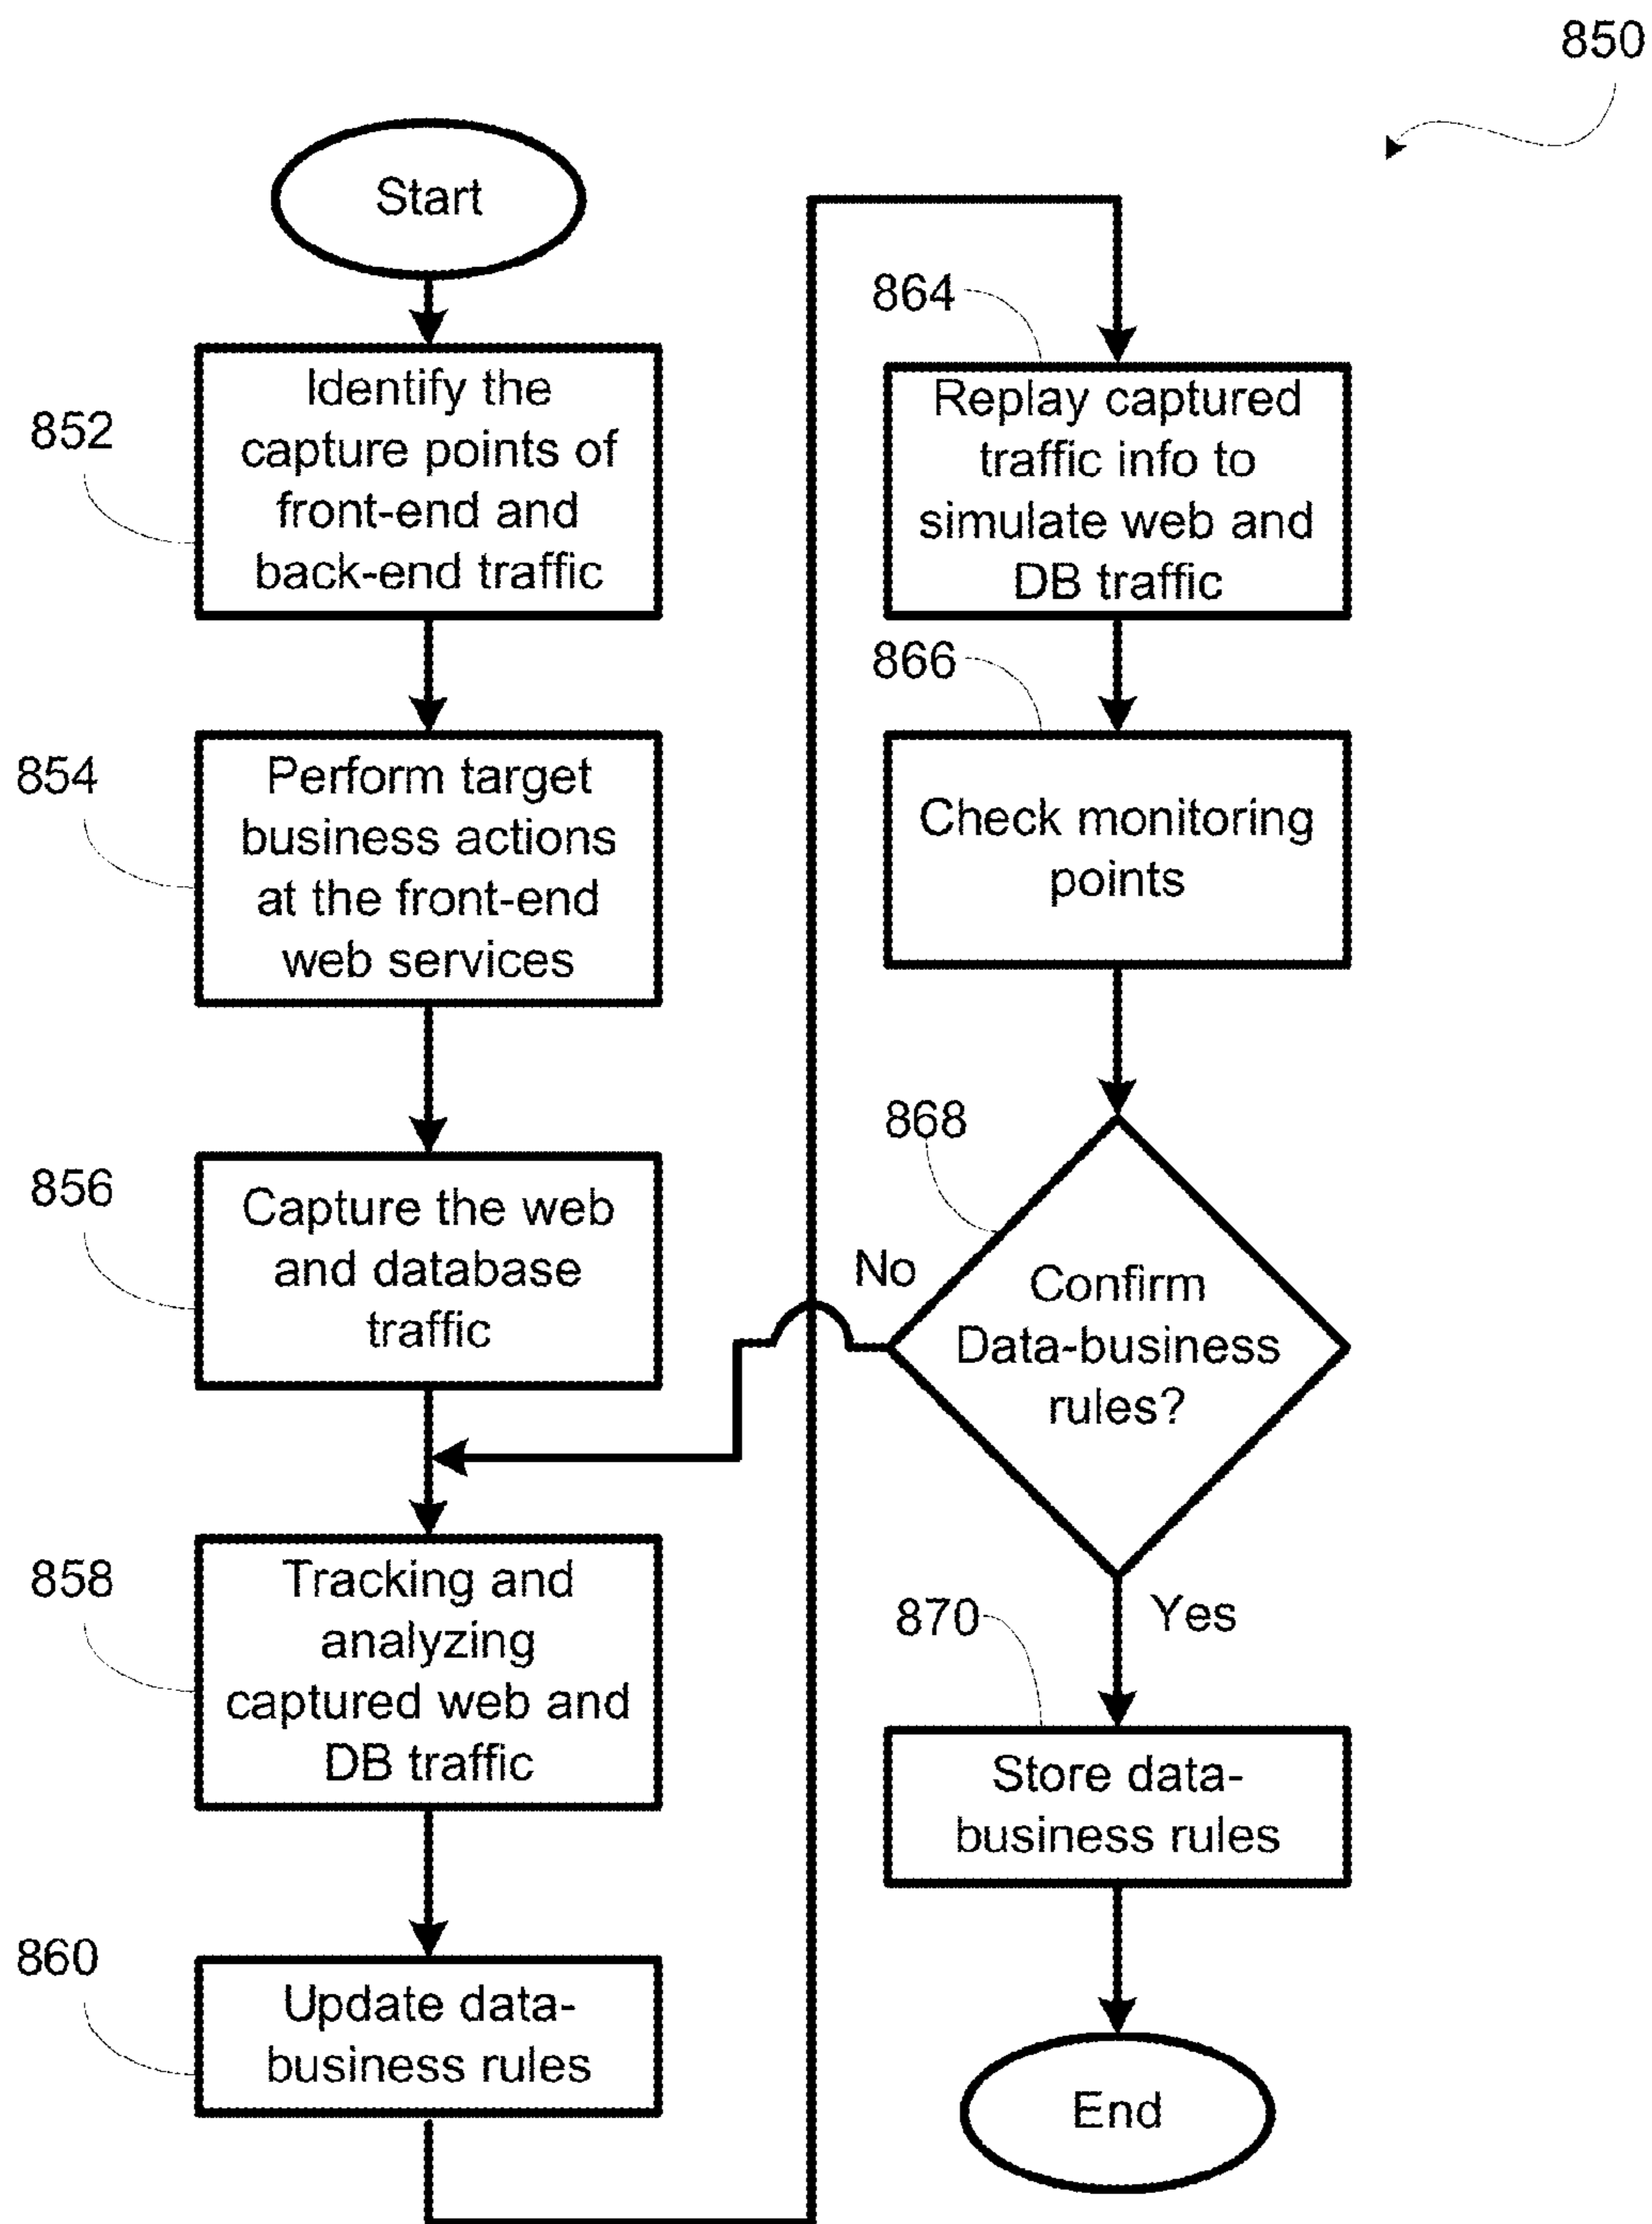 850
Start
852
Identify the
capture points of
front-end and
back-end traffic
854
Perform target
business actions
at the front-end
web services
856
Capture the web
and database
traffic
858
Tracking and
analyzing
captured web and
DB traffic
860
Update data-
business rules
864
Replay captured
traffic info to
simulate web and
DB traffic
866
Check monitoring
points
868
No
Confirm
Data-business
rules?
Yes
870
Store data-
business rules
End